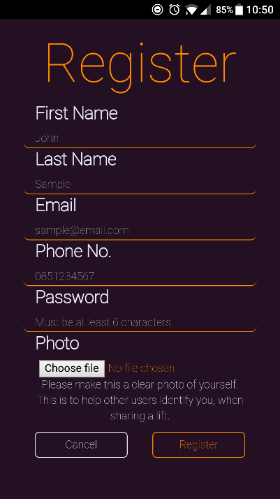 85% 10:50
Register
First Name
John
Last Name
Sample
Email
sample@email.com
Phone No.
0851234567
Password
Must be at least 6 characters
Photo
Choose file No file chosen
Please make this a clear photo of yourself.
This is to help other users identify you, when
sharing a lift.
Cancel Register